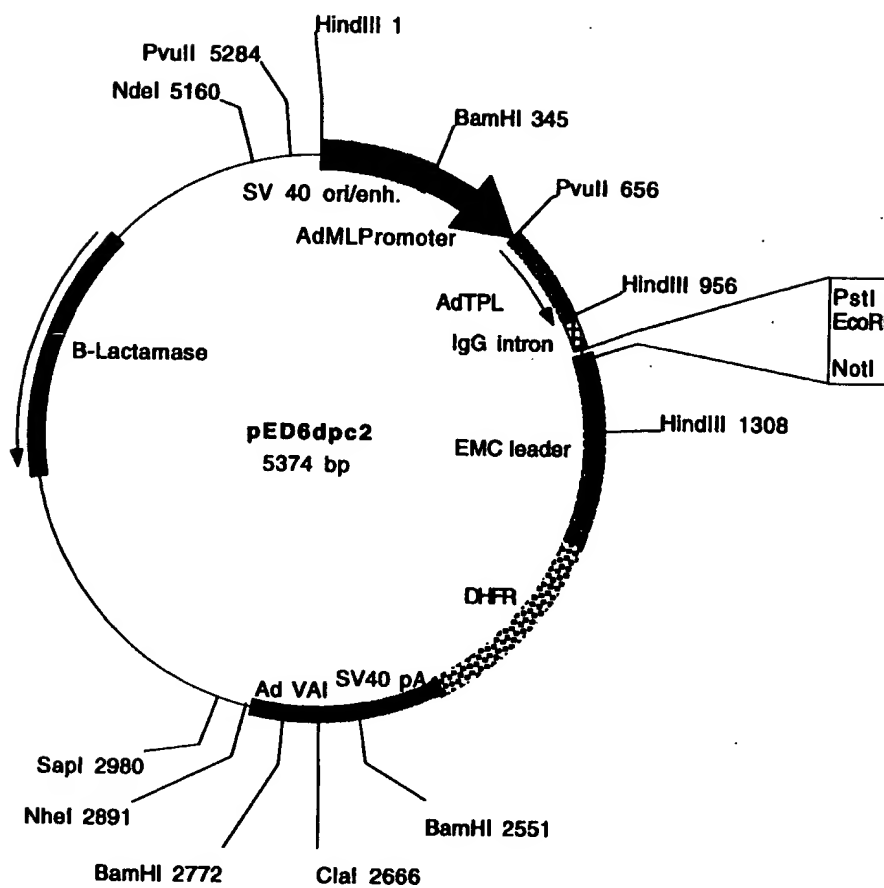 HindIII 1
PvuII 5284
NdeI 5160
BamHI 345
SV 40 ori/enh.
PvuII 656
AdMLPromoter
HindIII 956
AdTPL
PstI
EcoR
IgG intron
NotI
B-Lactamase
pED6dpc2
5374 bp
EMC leader
HindIII 1308
DHFR
SV40 pA
Ad VAI
SapI 2980
NheI 2891
BamHI 2551
BamHI 2772
ClaI 2666